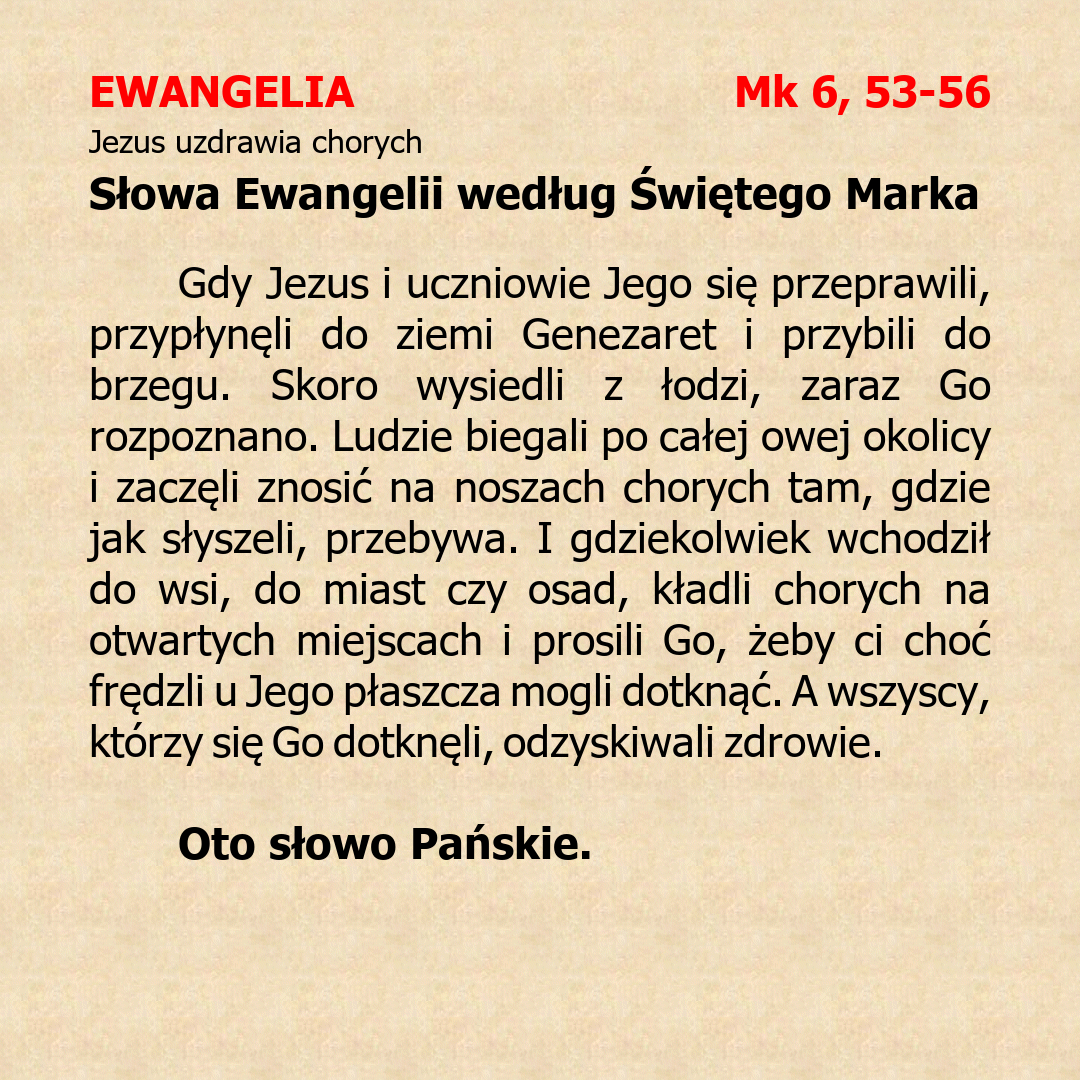 EWANGELIA Mk 6, 53-56
Jezus uzdrawia chorych
Słowa Ewangelii według Świętego Marka
Gdy Jezus i uczniowie Jego się przeprawili,
przypłynęli do ziemi Genezaret i przybili do
brzegu. Skoro wysiedli z łodzi, zaraz Go
rozpoznano. Ludzie biegali po całej owej okolicy
i zaczęli znosić na noszach chorych tam, gdzie
jak słyszeli, przebywa. I gdziekolwiek wchodził
do wsi, do miast czy osad, kładli chorych na
otwartych miejscach i prosili Go, żeby ci choć
frędzli u Jego płaszcza mogli dotknąć. A wszyscy,
którzy się Go dotknęli, odzyskiwali zdrowie.
Oto słowo Pańskie.